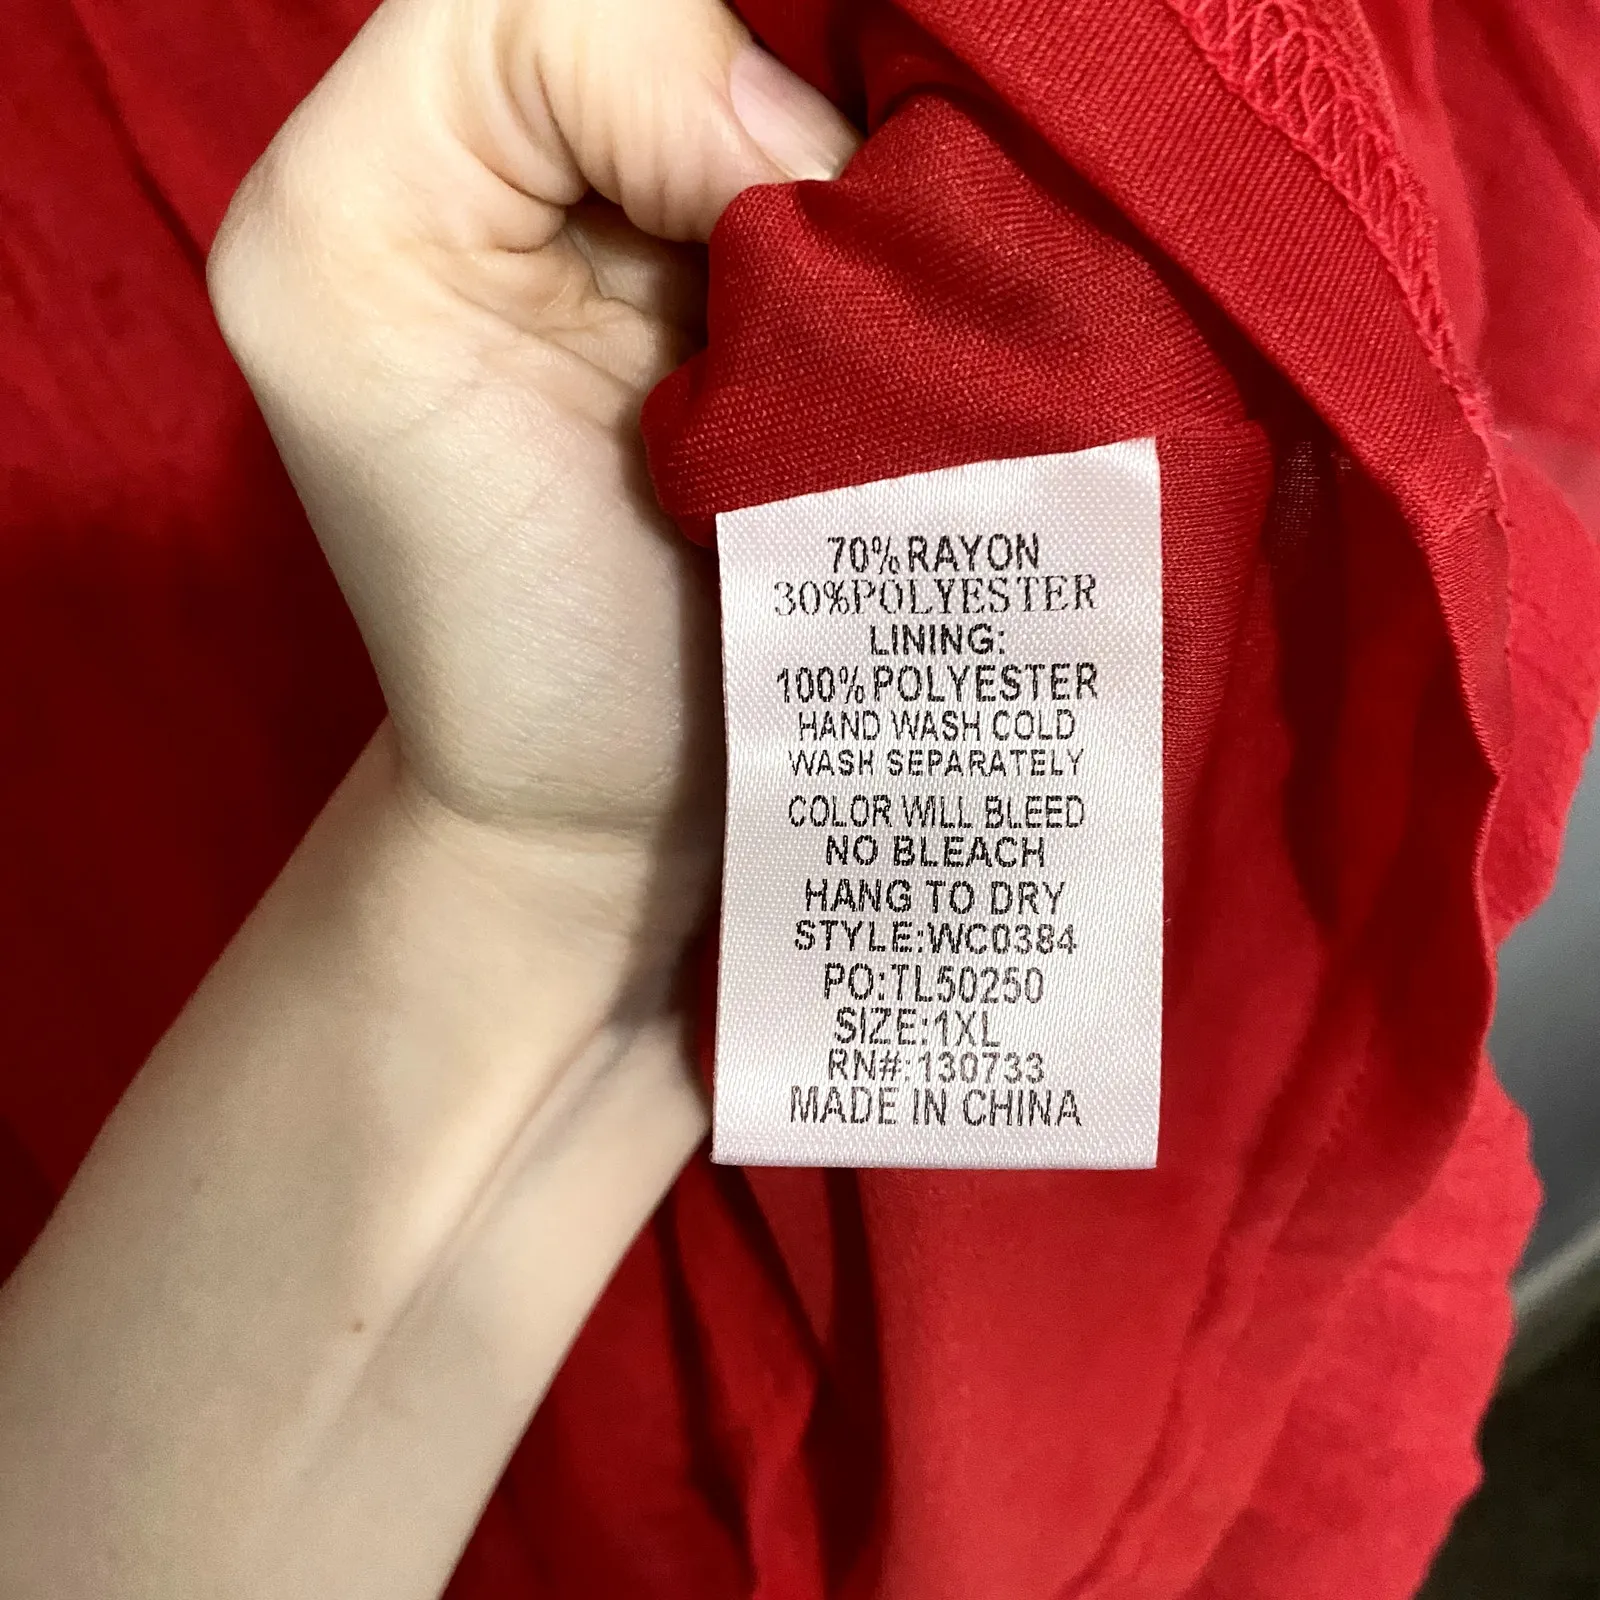 70% RAYON
30%POLYESTER
LINING:
100% POLYESTER
HAND WASH COLD
WASH SEPARATELY
COLOR WILL BLEED
NO BLEACH
HANG TO DRY
STYLE:WC0384
PO:TL50250
SIZE:1XL
RN#:130733
MADE IN CHINA